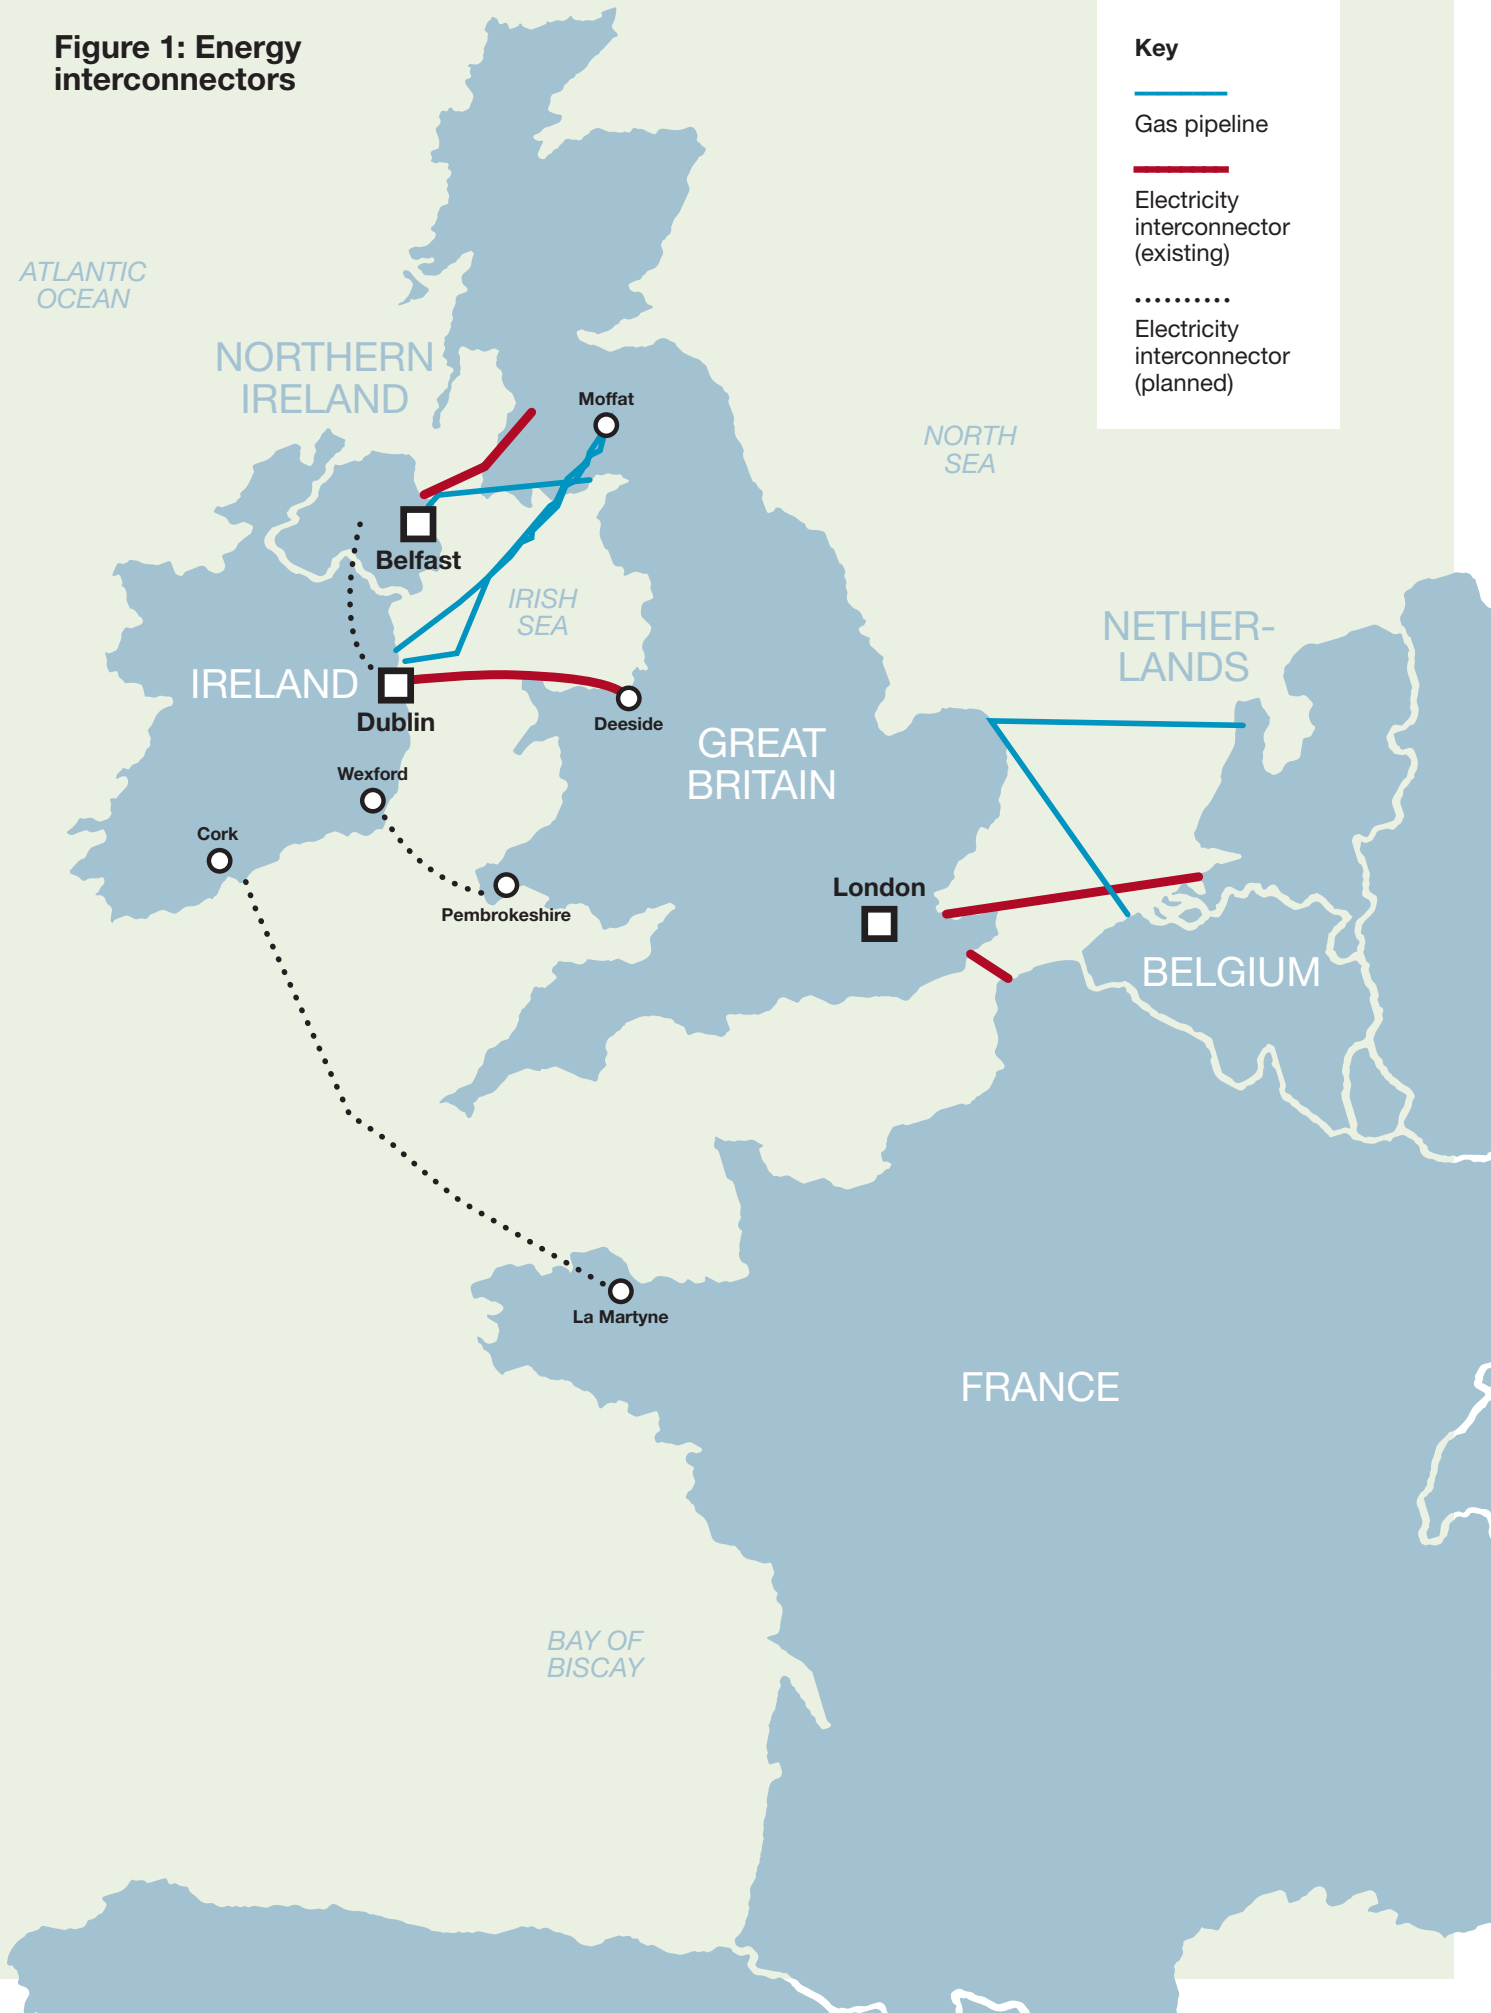 Figure 1: Energy
interconnectors
Key
Gas pipeline
Electricity
interconnector
(existing)
Electricity
interconnector
(planned)
ATLANTIC
OCEAN
NORTHERN
IRELAND
Moffat
NORTH
SEA
Belfast
IRISH
SEA
NETHER-
LANDS
IRELAND
Dublin
Deeside
GREAT
BRITAIN
Wexford
Cork
London
Pembrokeshire
BELGIUM
La Martyne
FRANCE
BAY OF
BISCAY